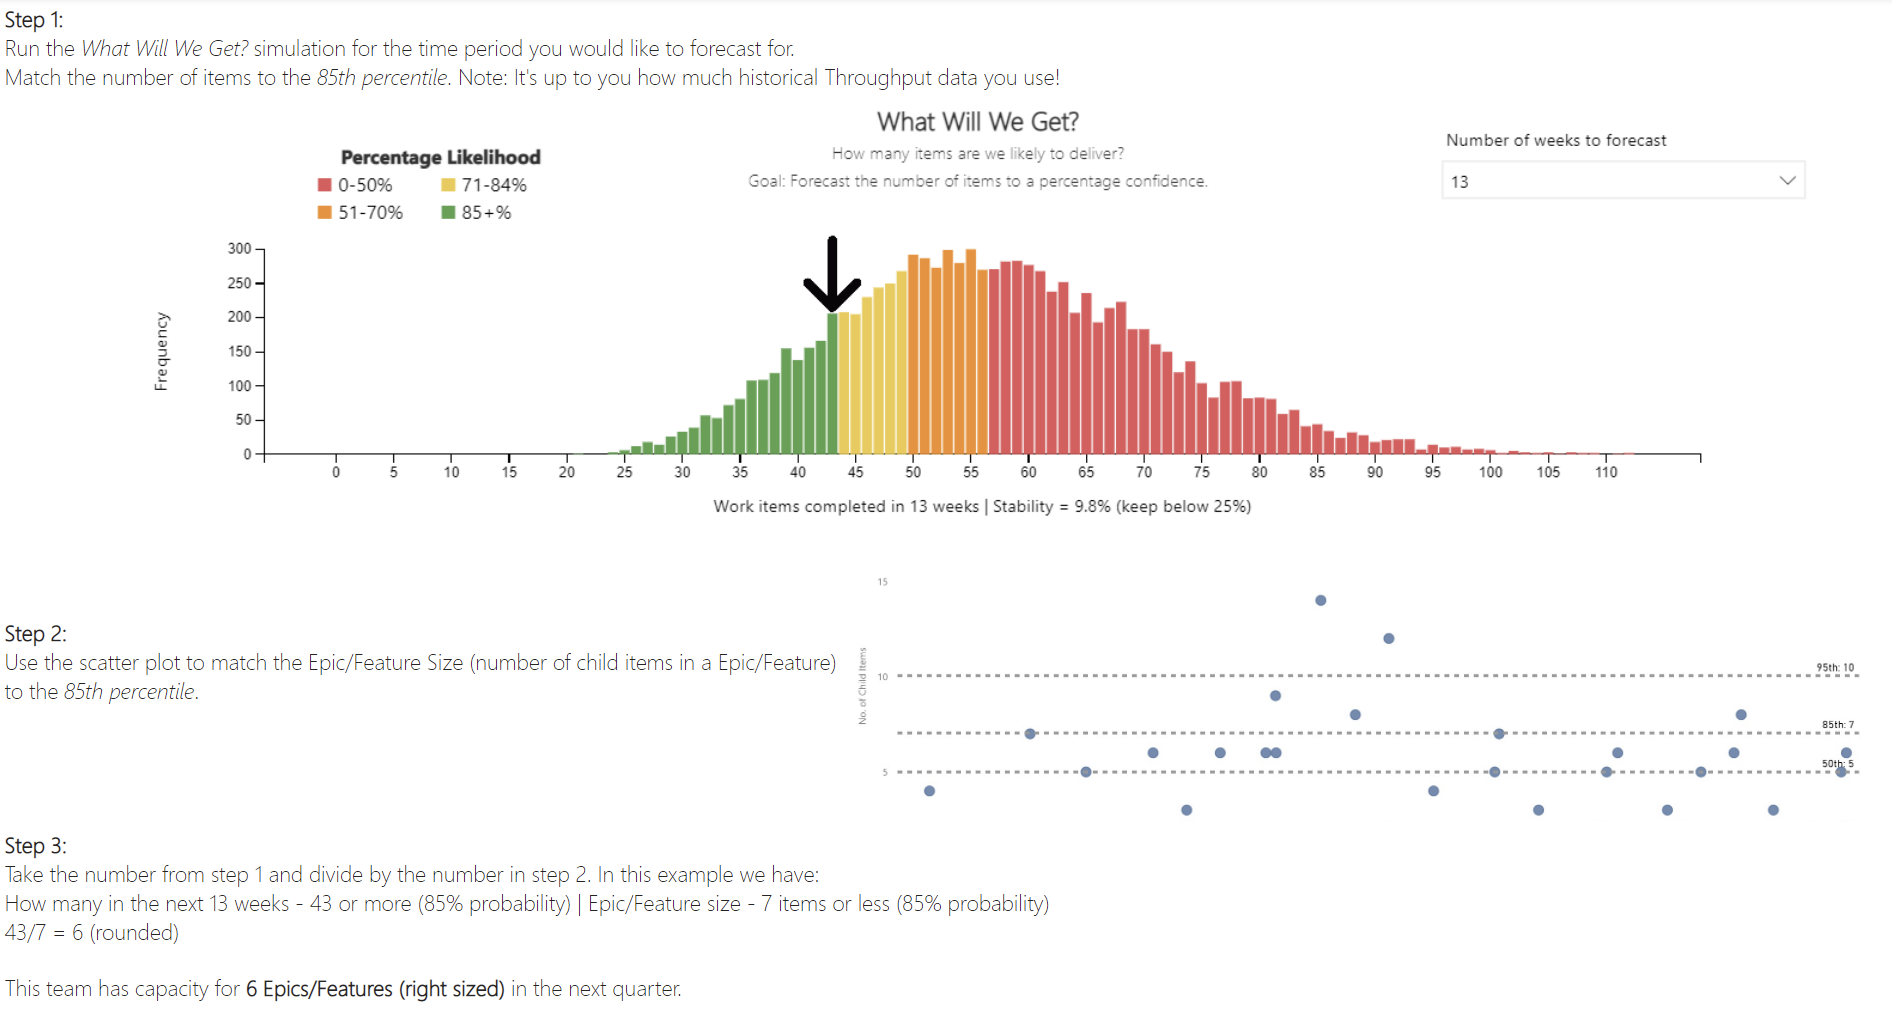 Step 1:
Run the What Will We Get? simulation for the time period you would like to forecast for.
Match the number of items to the 85th percentile. Note: It's up to you how much historical Throughput data you use!
What Will We Get?
How many items are we likely to deliver?
Goal: Forecast the number of items to a percentage confidence.
Number of weeks to forecast
13
Percentage Likelihood
0-50%
71-84%
51-70%
85+%
Frequency
300
250
200
150
100
50
0
0 5 10 15 20 25 30 35 40 45 50 55 60 65 70 75 80 85 90 95 100 105 110
Work items completed in 13 weeks | Stability = 9.8% (keep below 25%)
Step 2:
Use the scatter plot to match the Epic/Feature Size (number of child items in a Epic/Feature)
to the 85th percentile.
No. of Child Items
15
10
5
95th: 10
85th: 7
50th: 5
Step 3:
Take the number from step 1 and divide by the number in step 2. In this example we have:
How many in the next 13 weeks - 43 or more (85% probability) | Epic/Feature size - 7 items or less (85% probability)
43/7 = 6 (rounded)
This team has capacity for 6 Epics/Features (right sized) in the next quarter.